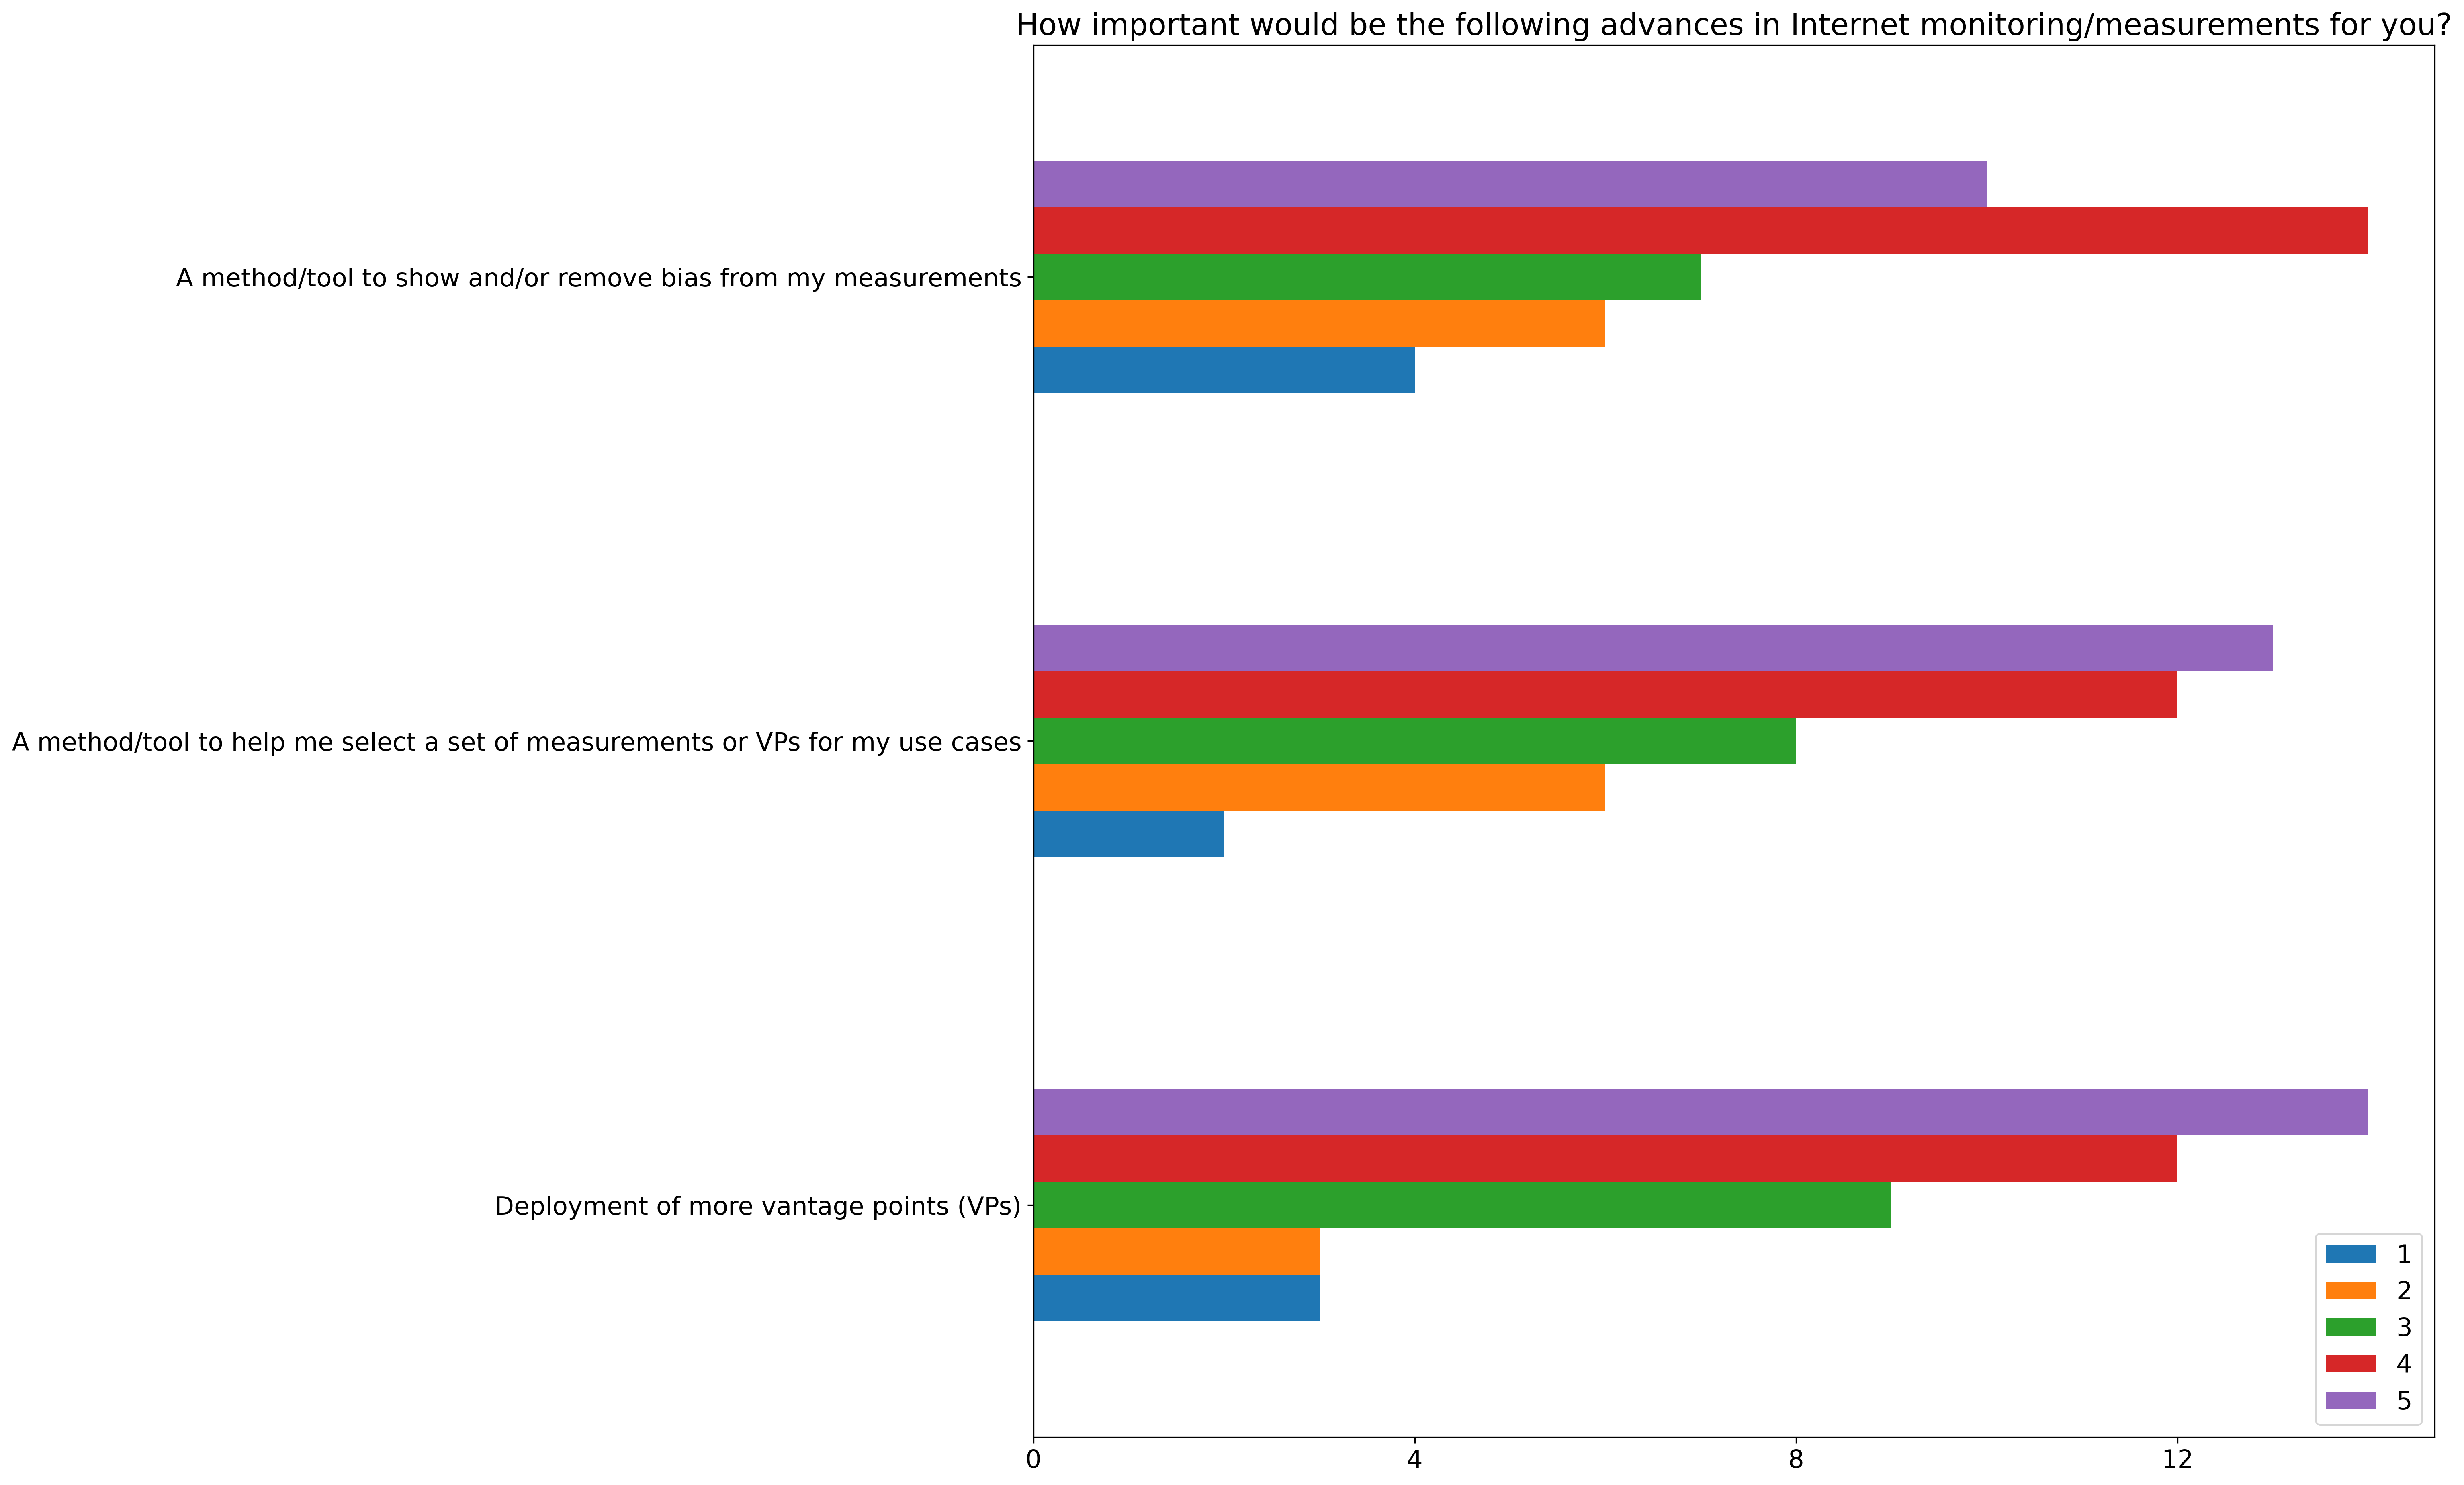 How important would be the following advances in Internet monitoring/measurements for you?
A method/tool to show and/or remove bias from my measurements
A method/tool to help me select a set of measurements or VPs for my use cases
Deployment of more vantage points (VPs)
1
2
3
4
5
0 4 8 12